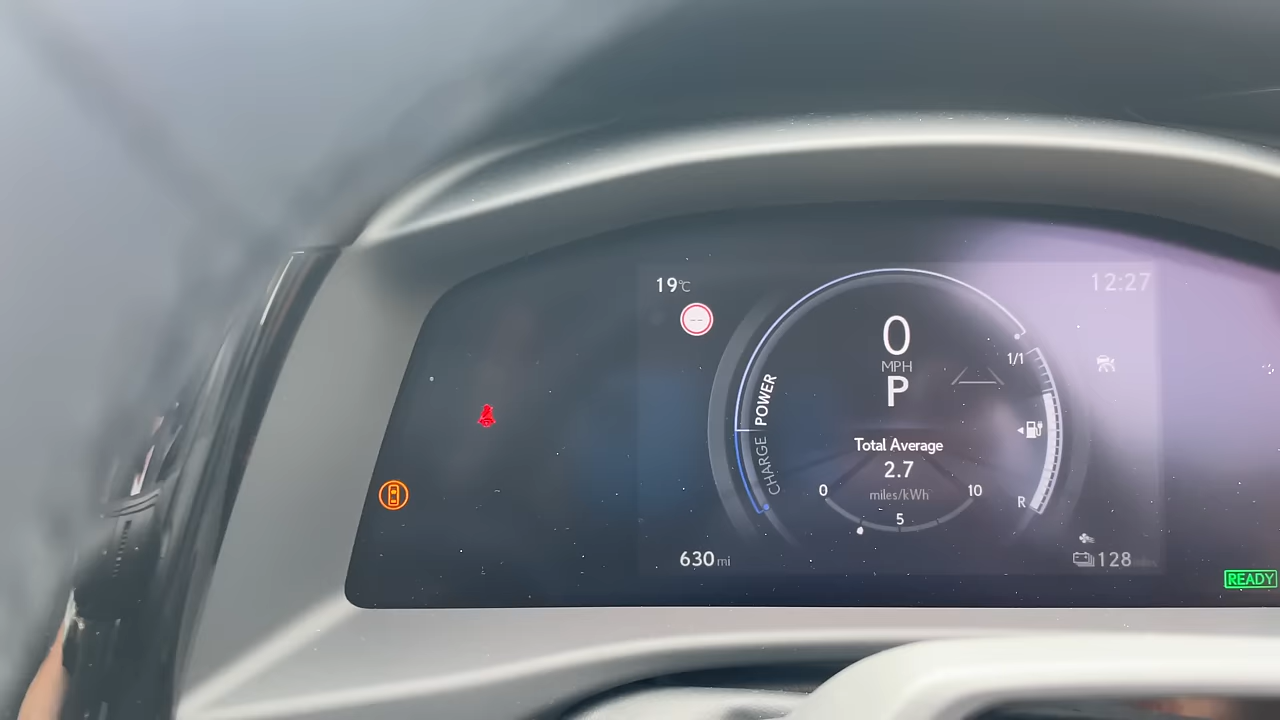 19°C
12:27
--
0
MPH
P
1/1
POWER
CHARGE
Total Average
2.7
miles/kWh
0
10
5
R
630 mi
128
READY